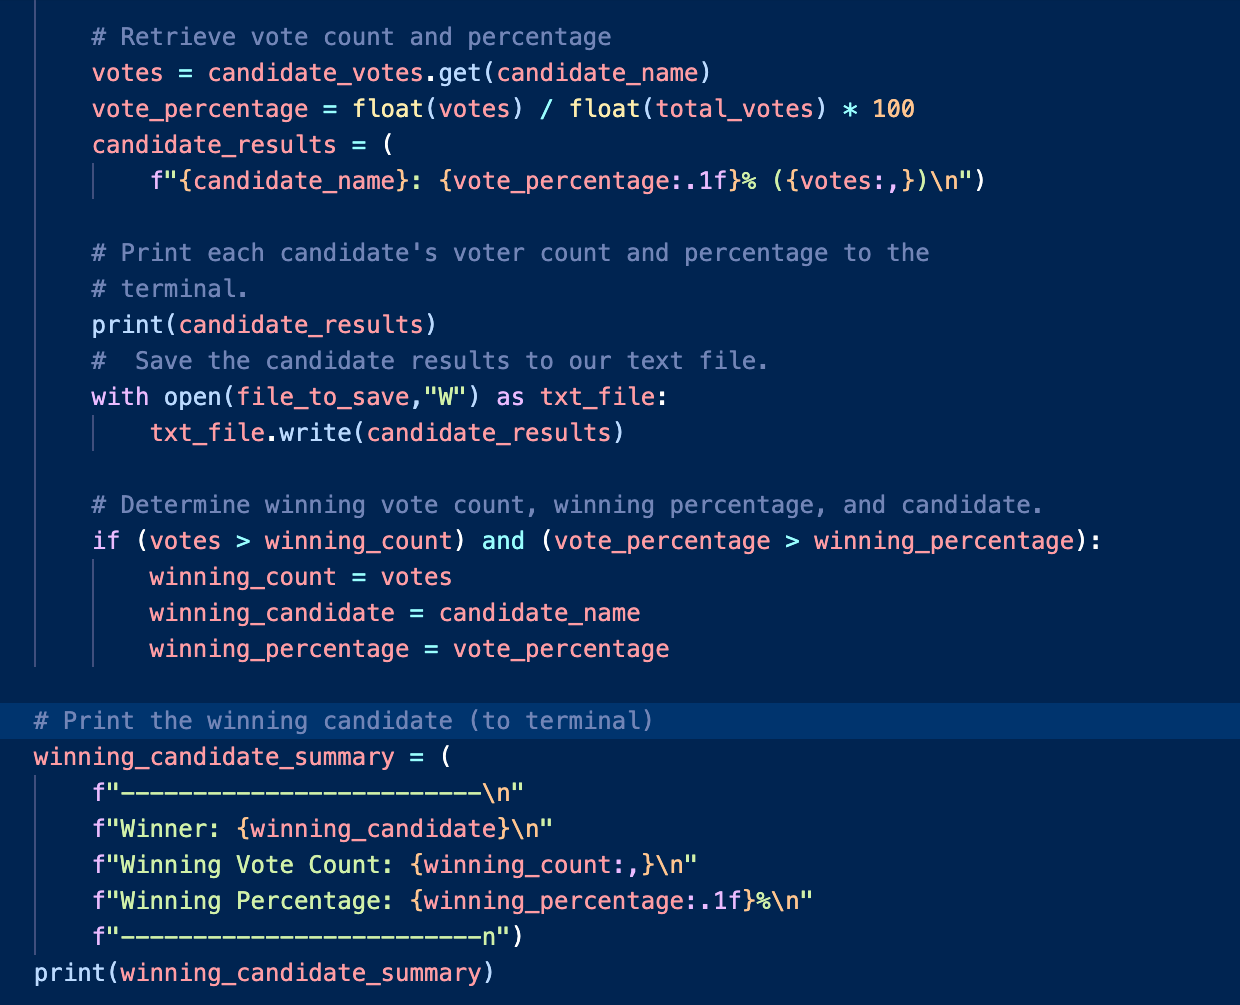 # Retrieve vote count and percentage
votes = candidate_votes.get(candidate_name)
vote_percentage = float(votes) / float(total_votes) * 100
candidate_results = (
f"{candidate_name}: {vote_percentage:.1f}% ({votes:,})\n")
# Print each candidate's voter count and percentage to the
# terminal.
print(candidate_results)
#  Save the candidate results to our text file.
with open(file_to_save,"W") as txt_file:
txt_file.write(candidate_results)
# Determine winning vote count, winning percentage, and candidate.
if (votes > winning_count) and (vote_percentage > winning_percentage):
winning_count = votes
winning_candidate = candidate_name
winning_percentage = vote_percentage
# Print the winning candidate (to terminal)
winning_candidate_summary = (
f"-------------------------\n"
f"Winner: {winning_candidate}\n"
f"Winning Vote Count: {winning_count:,}\n"
f"Winning Percentage: {winning_percentage:.1f}%\n"
f"-------------------------n")
print(winning_candidate_summary)